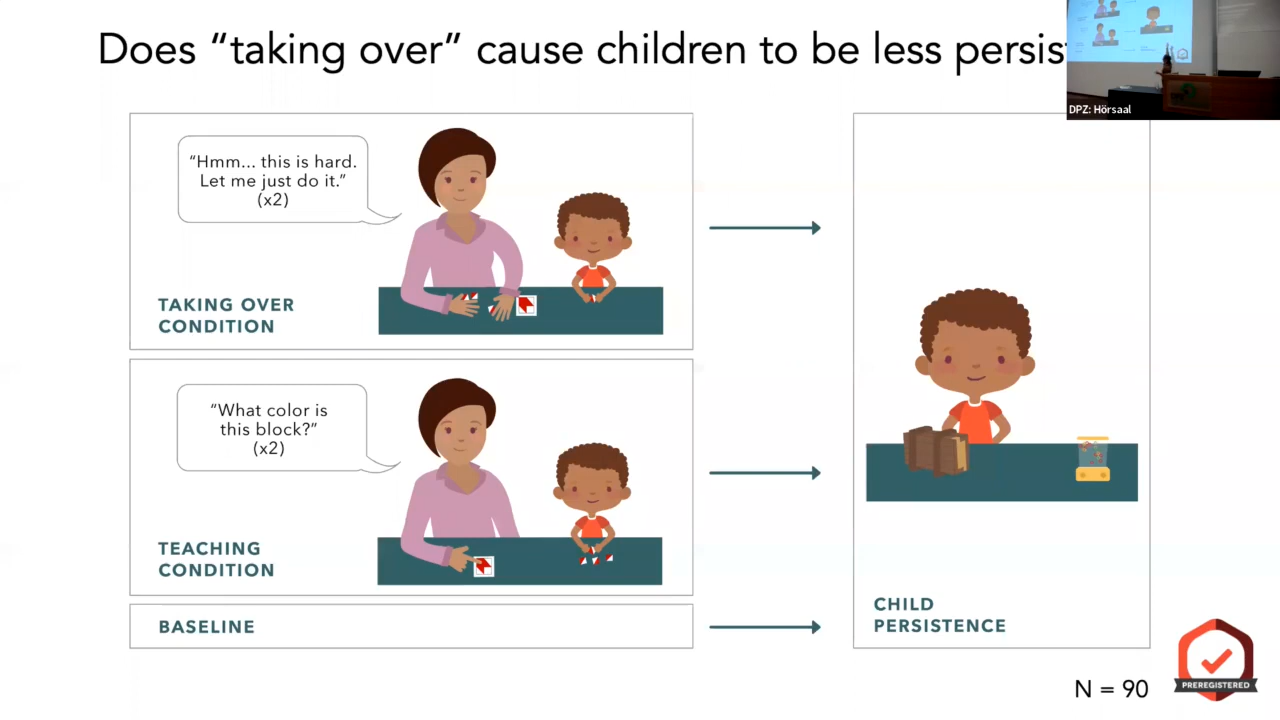 Does “taking over” cause children to be less persis
DPZ: Hörsaal
“Hmm... this is hard.
Let me just do it.”
(x2)
TAKING OVER
CONDITION
“What color is
this block?”
(x2)
TEACHING
CONDITION
BASELINE
CHILD
PERSISTENCE
N = 90
PREREGISTERED